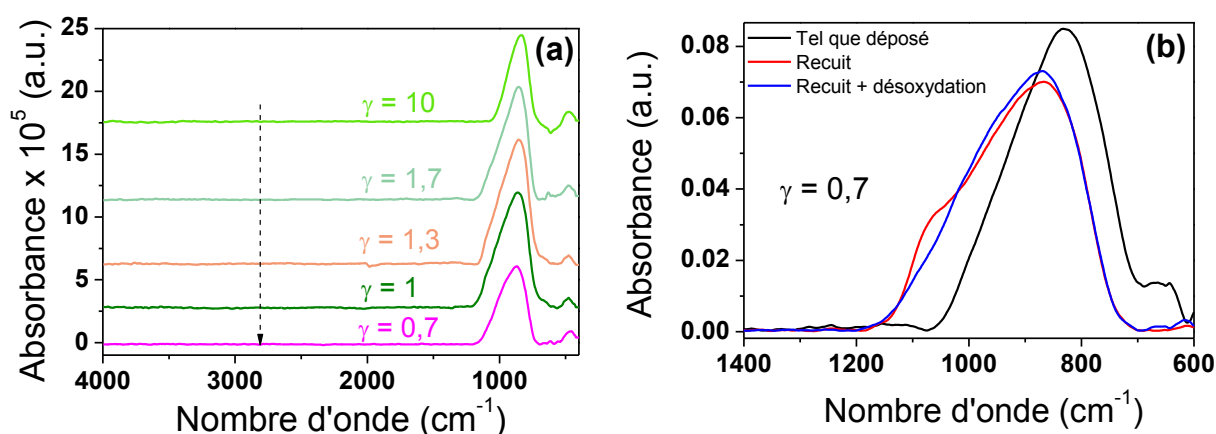 (a)
Absorbance x 10^5 (a.u.)
25
20
15
10
5
0
γ = 10
γ = 1,7
γ = 1,3
γ = 1
γ = 0,7
4000 3000 2000 1000
Nombre d'onde (cm^-1)
(b)
Tel que déposé
Recuit
Recuit + désoxydation
Absorbance (a.u.)
0.08
0.06
0.04
0.02
0.00
γ = 0,7
1400 1200 1000 800 600
Nombre d'onde (cm^-1)